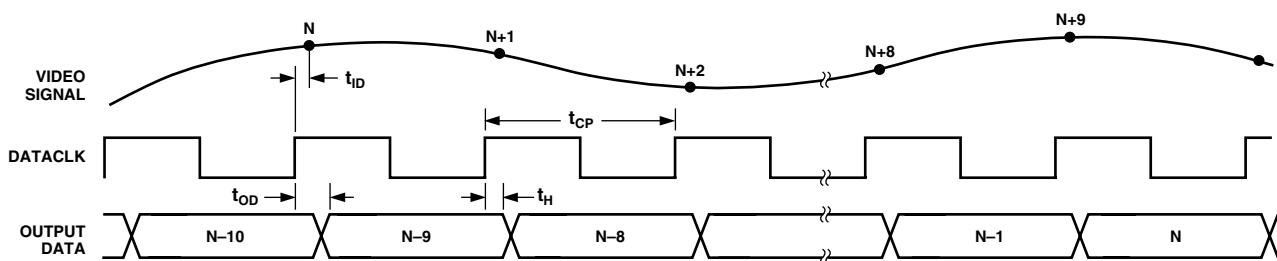 N
N+1
N+2
N+8
N+9
VIDEO
SIGNAL
tID
tCP
DATACLK
tOD
tH
OUTPUT
DATA
N–10
N–9
N–8
N–1
N